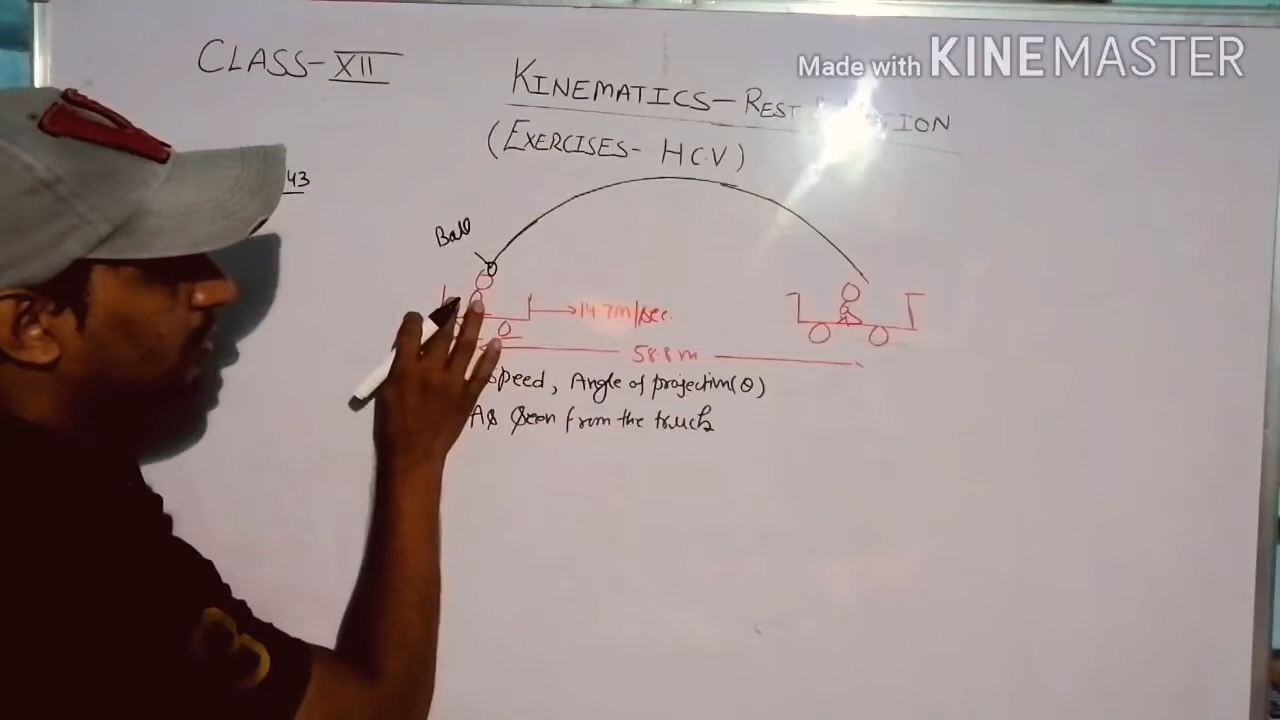 Made with KINEMASTER
CLASS-XII
KINEMATICS - REST
(EXERCISES - H C.V)
43
Ball
14.7m/sec.
58.8 m
speed, Angle of projection(θ)
As Seen from the truck